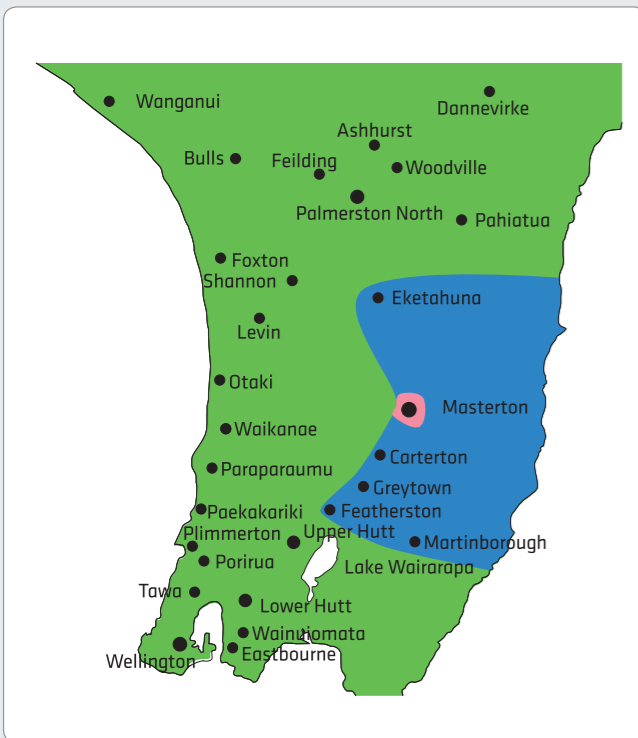 Wanganui
Dannevirke
Ashhurst
Bulls
Feilding
Woodville
Palmerston North
Pahiatua
Foxton
Shannon
Eketahuna
Levin
Otaki
Masterton
Waikanae
Carterton
Paraparaumu
Greytown
Paekakariki
Featherston
Plimmerton
Upper Hutt
Martinborough
Porirua
Lake Wairarapa
Tawa
Lower Hutt
Wainuiomata
Eastbourne
Wellington